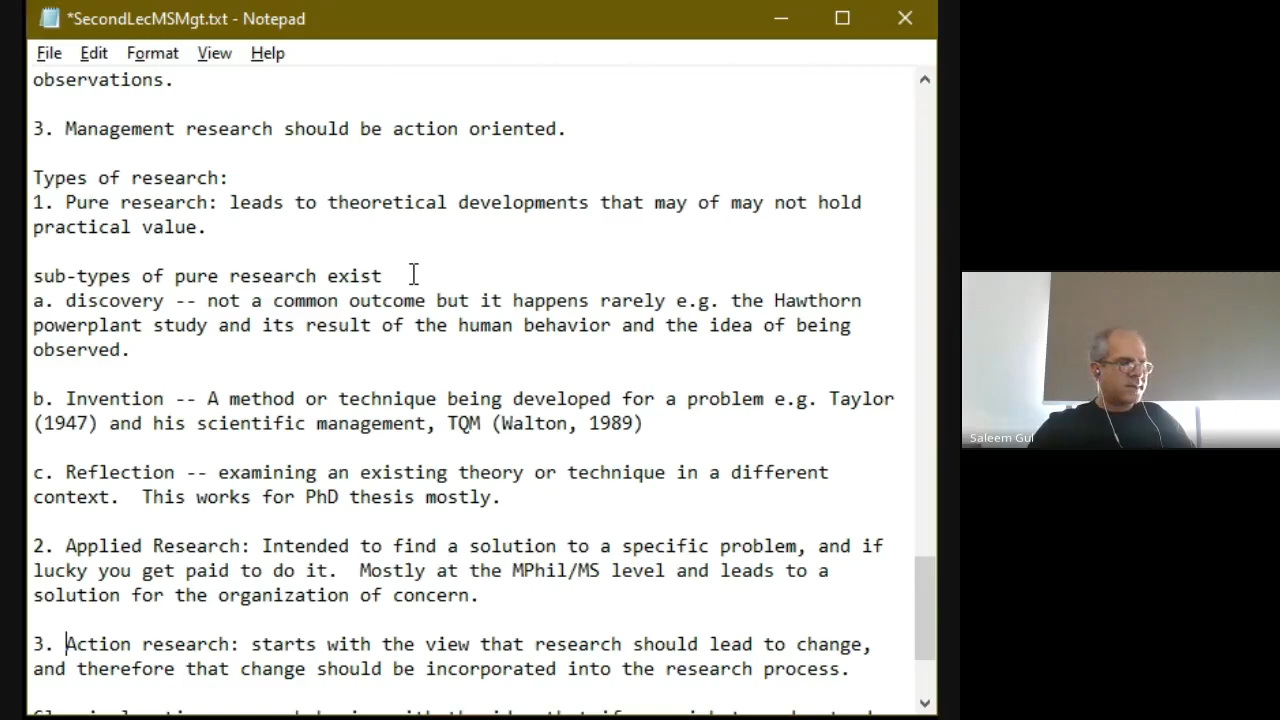 *SecondLecMSMgt.txt - Notepad
File Edit Format View Help
observations.
3. Management research should be action oriented.
Types of research:
1. Pure research: leads to theoretical developments that may of may not hold
practical value.
sub-types of pure research exist
a. discovery -- not a common outcome but it happens rarely e.g. the Hawthorn
powerplant study and its result of the human behavior and the idea of being
observed.
b. Invention -- A method or technique being developed for a problem e.g. Taylor
(1947) and his scientific management, TQM (Walton, 1989)
c. Reflection -- examining an existing theory or technique in a different
context.  This works for PhD thesis mostly.
2. Applied Research: Intended to find a solution to a specific problem, and if
lucky you get paid to do it.  Mostly at the MPhil/MS level and leads to a
solution for the organization of concern.
3. Action research: starts with the view that research should lead to change,
and therefore that change should be incorporated into the research process.
Saleem Gul